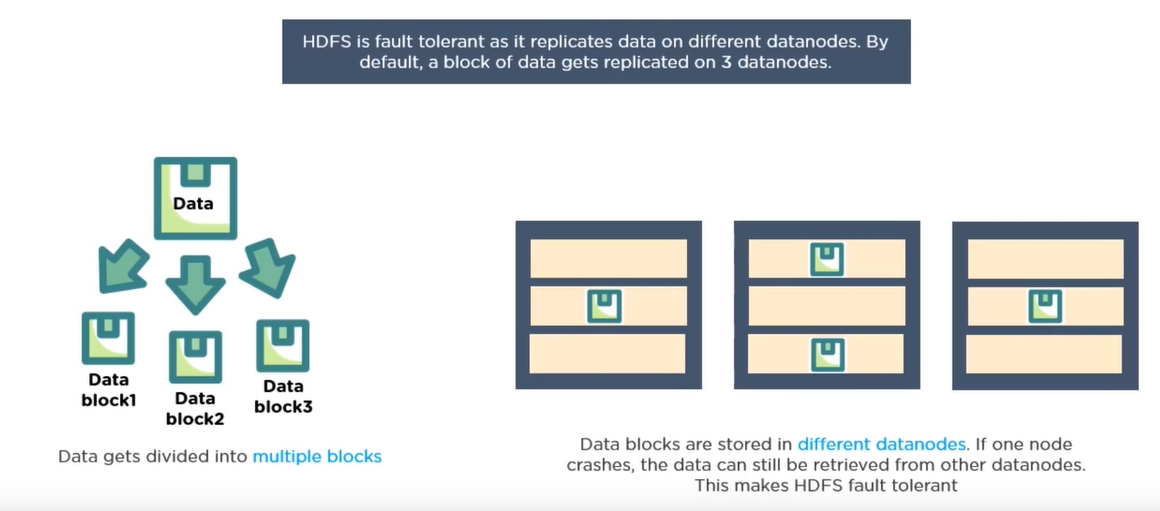 HDFS is fault tolerant as it replicates data on different datanodes. By
default, a block of data gets replicated on 3 datanodes.
Data
Data
block1
Data
block2
Data
block3
Data gets divided into multiple blocks
Data blocks are stored in different datanodes. If one node
crashes, the data can still be retrieved from other datanodes.
This makes HDFS fault tolerant